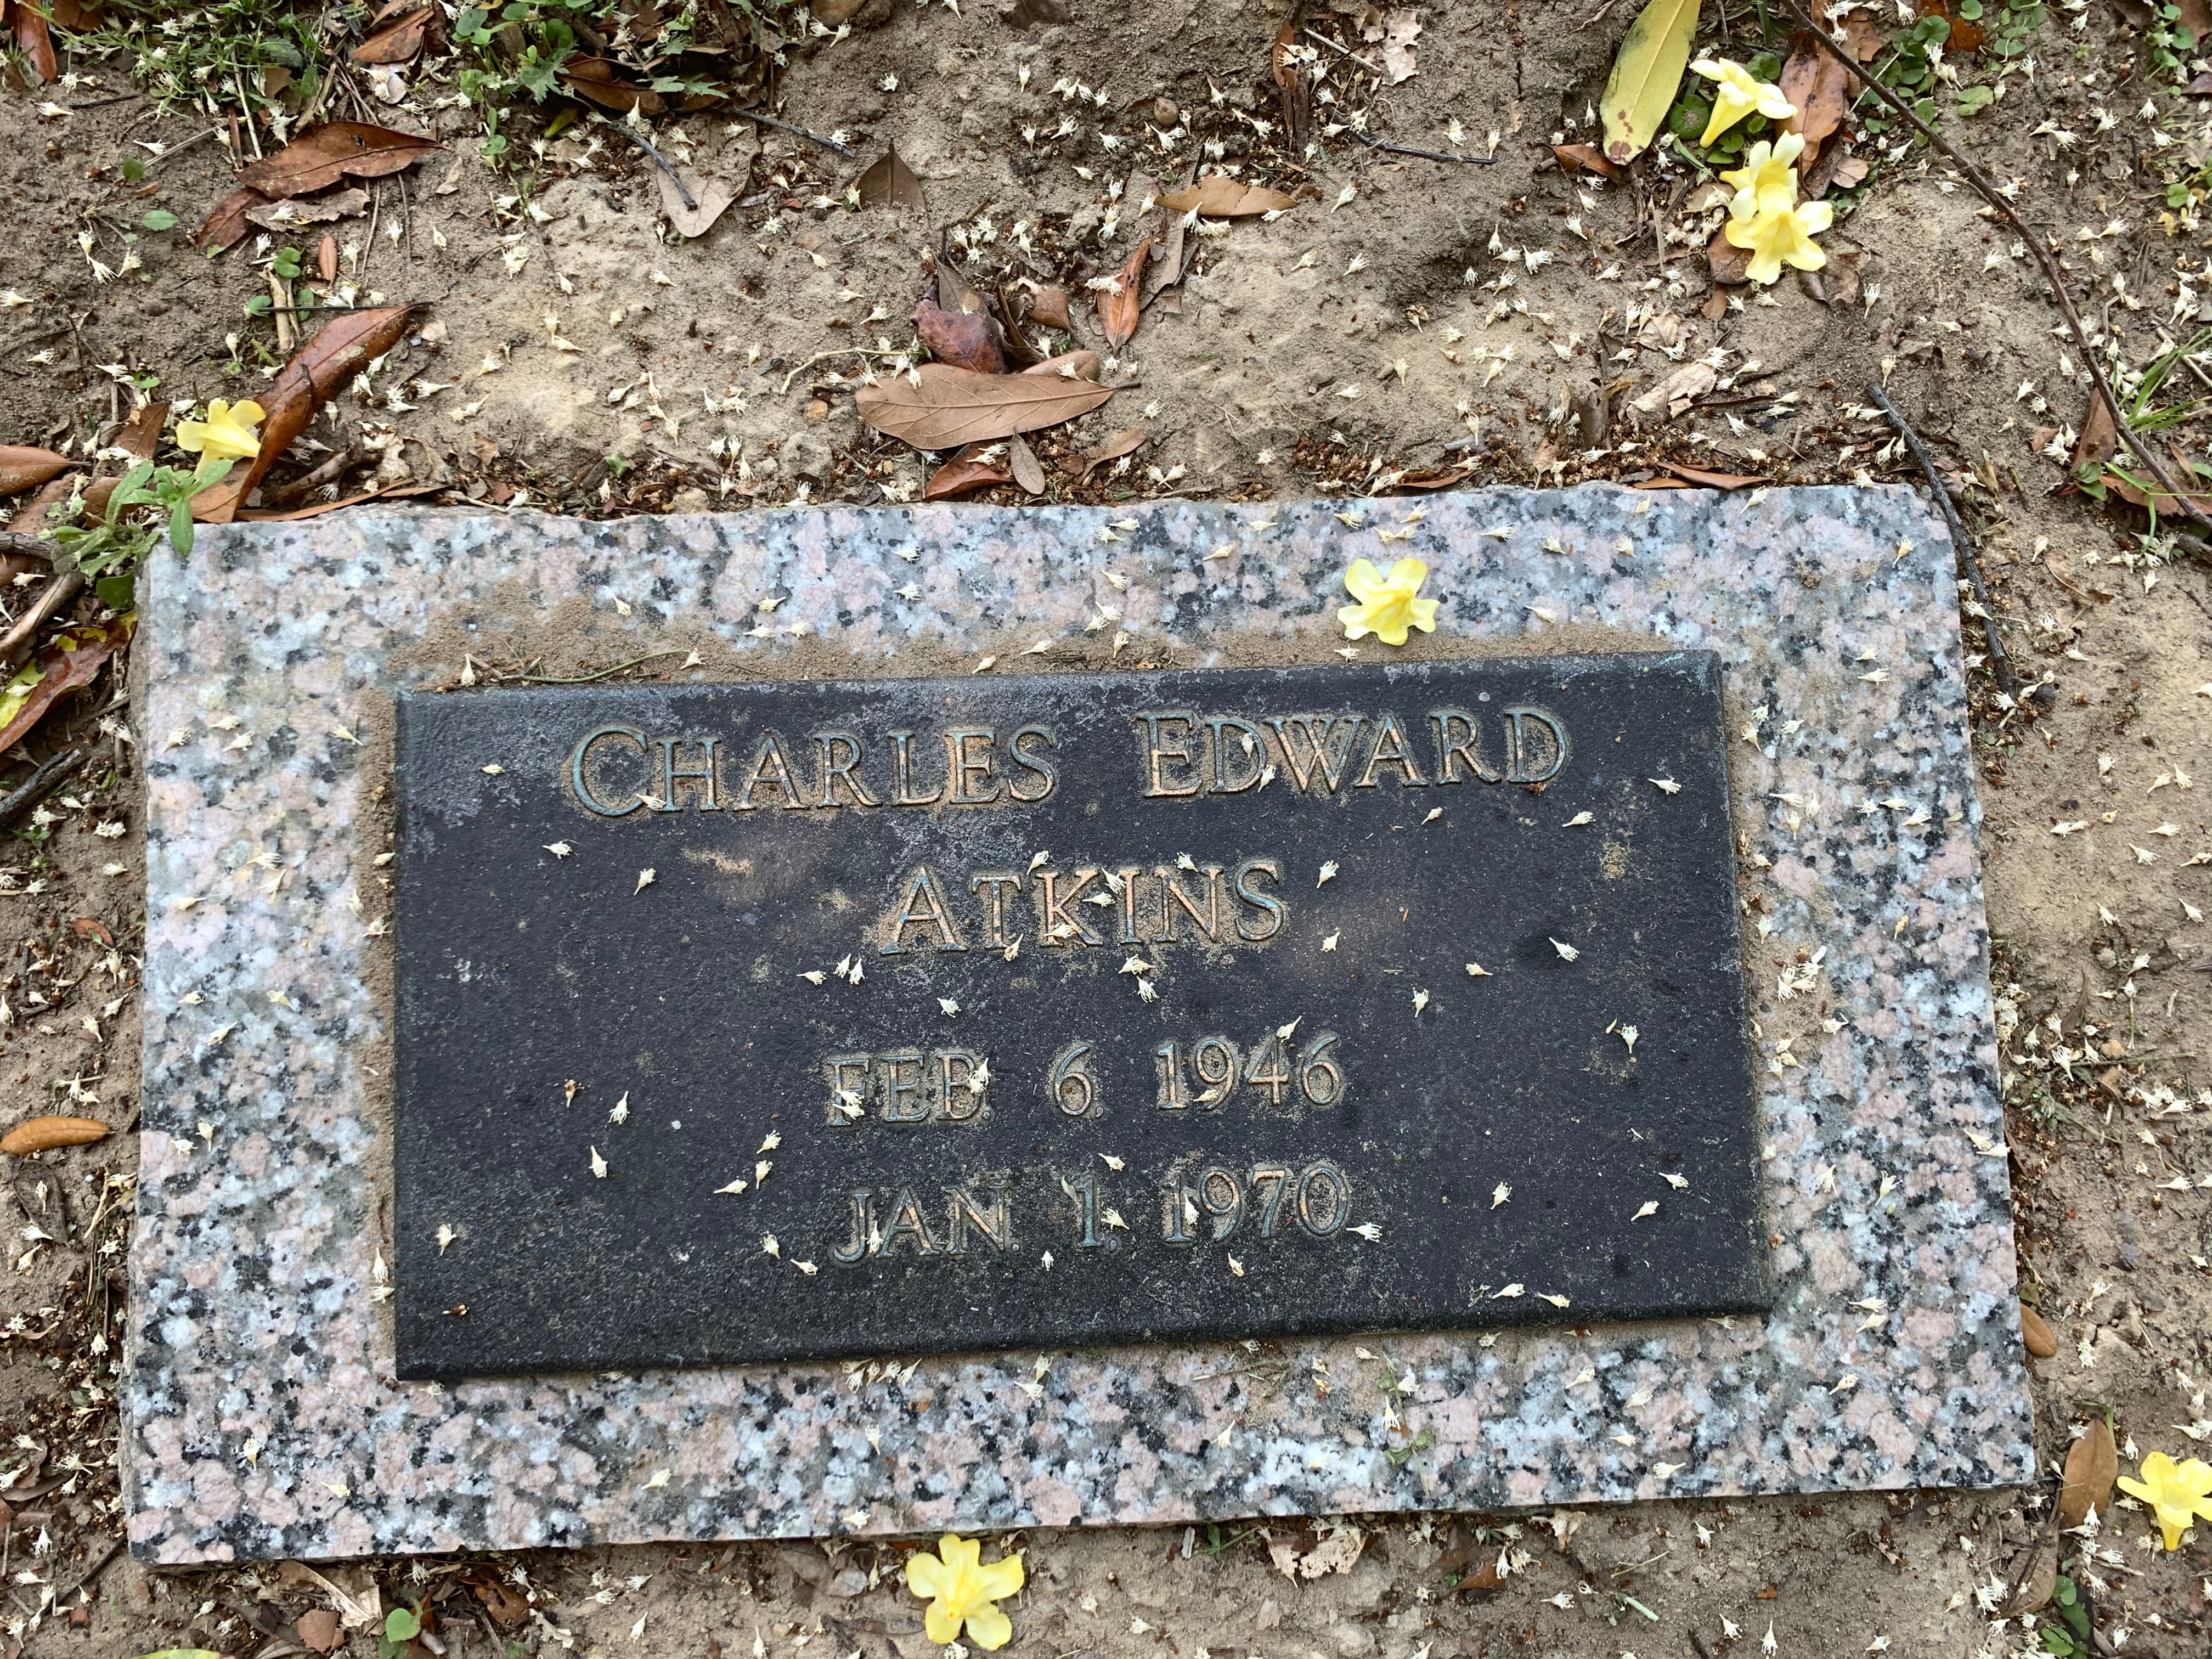 CHARLES EDWARD
ATKINS
FEB. 6, 1946
JAN. 1, 1970